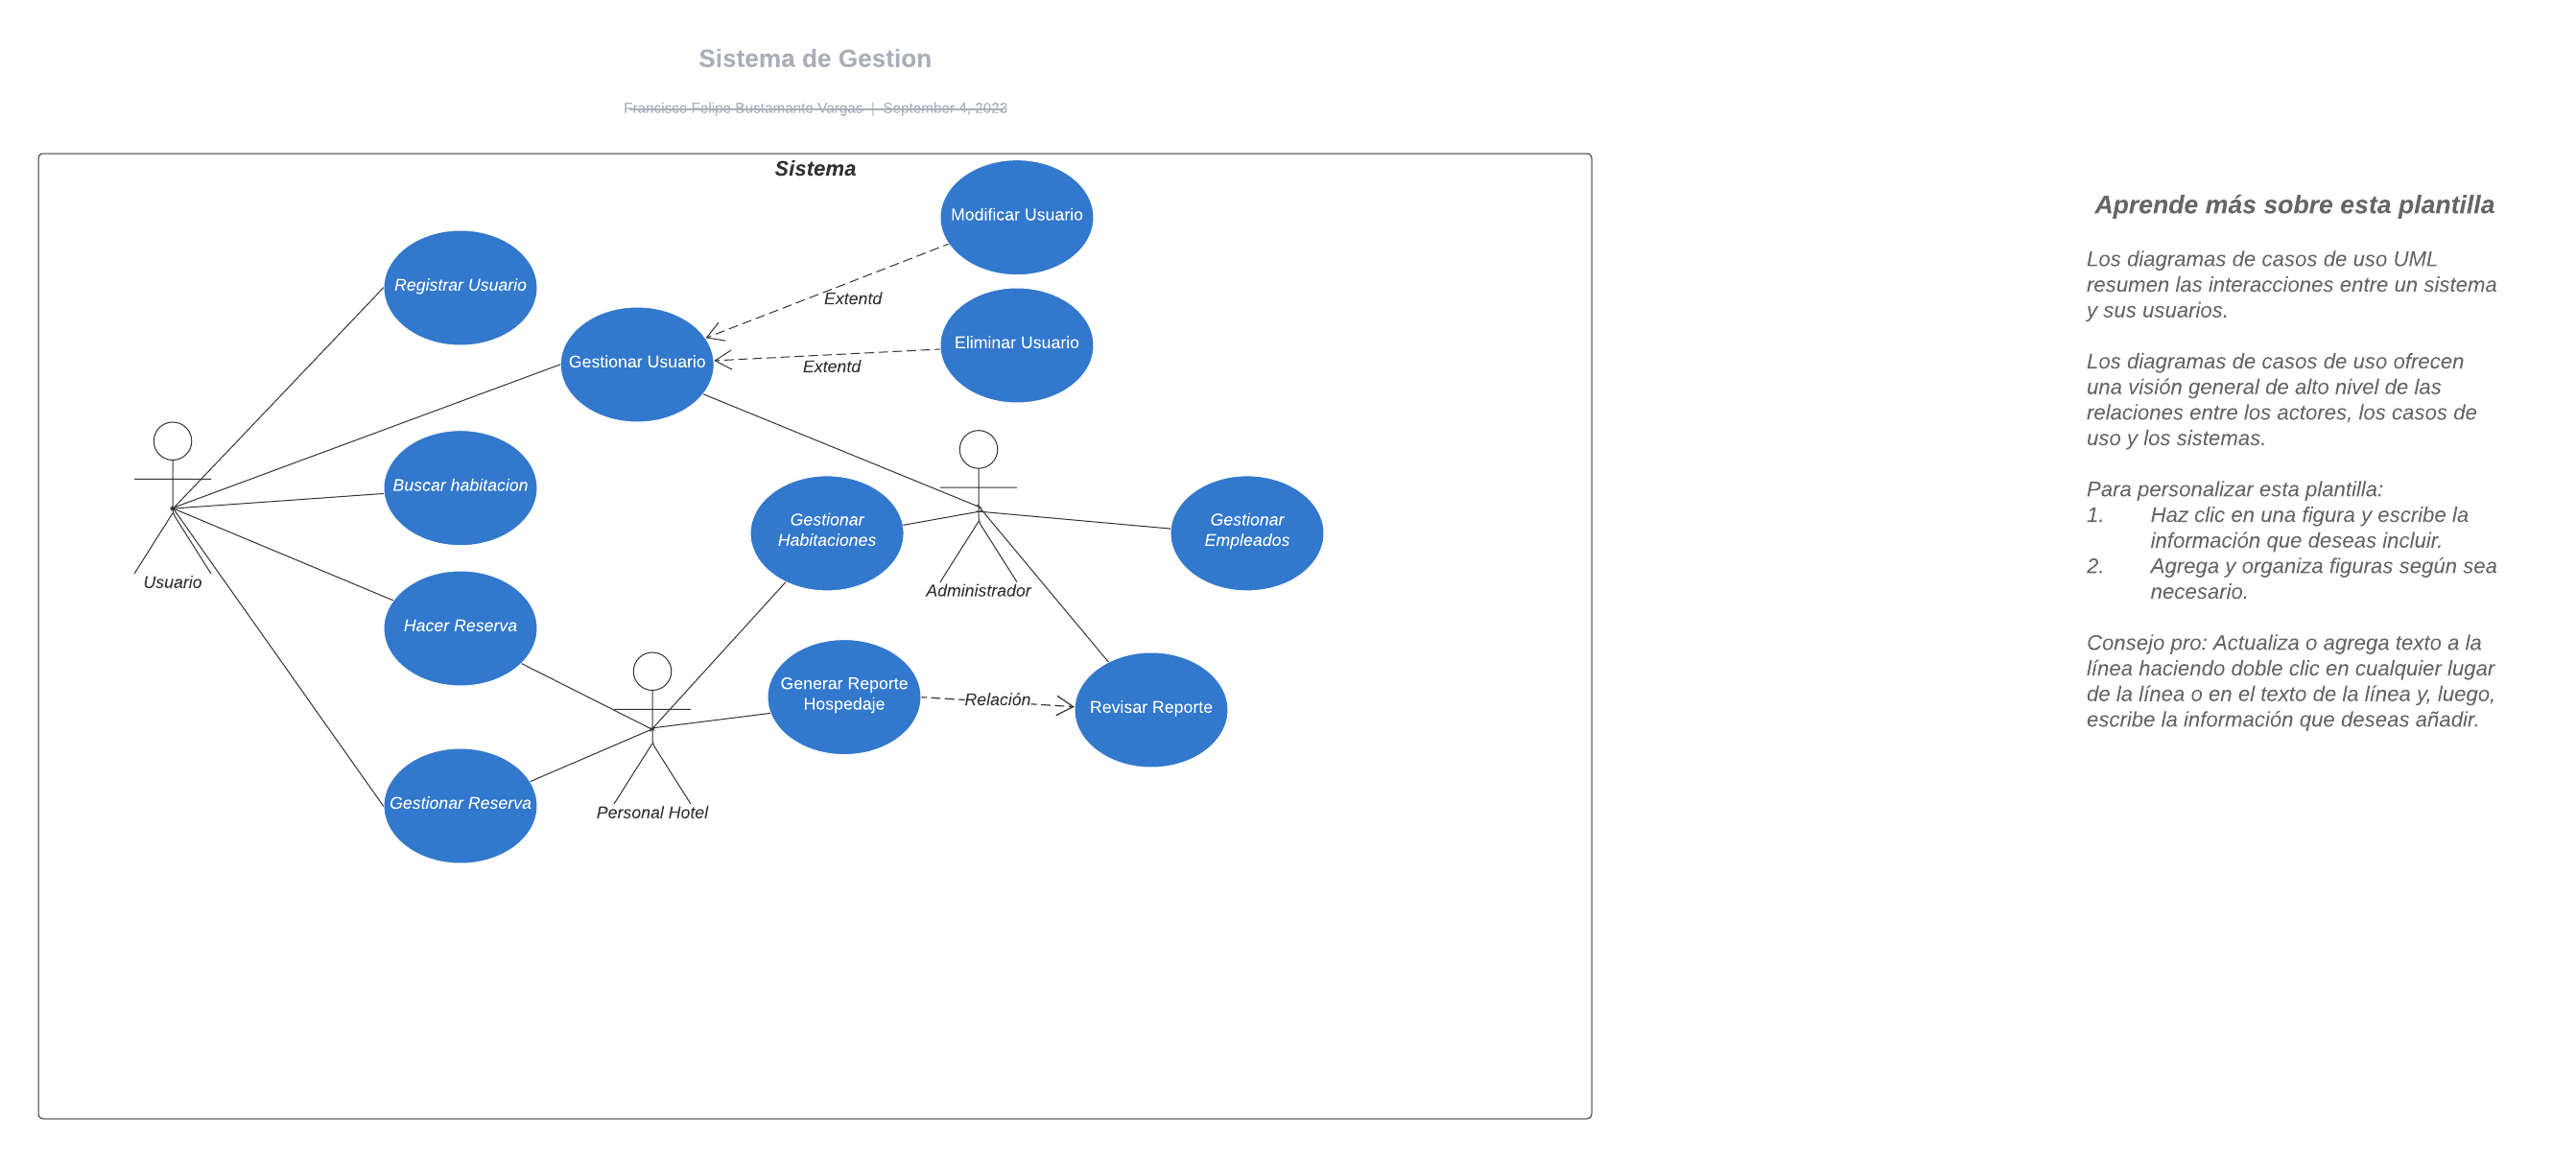 Sistema de Gestion
Francisco Felipe Bustamante Vargas | September 4, 2023
Sistema
Modificar Usuario
Registrar Usuario
Extentd
Gestionar Usuario
Eliminar Usuario
Extentd
Buscar habitacion
Gestionar
Habitaciones
Gestionar
Empleados
Usuario
Administrador
Hacer Reserva
Generar Reporte
Hospedaje
Relación
Revisar Reporte
Gestionar Reserva
Personal Hotel
Aprende más sobre esta plantilla
Los diagramas de casos de uso UML
resumen las interacciones entre un sistema
y sus usuarios.
Los diagramas de casos de uso ofrecen
una visión general de alto nivel de las
relaciones entre los actores, los casos de
uso y los sistemas.
Para personalizar esta plantilla:
1. Haz clic en una figura y escribe la
información que deseas incluir.
2. Agrega y organiza figuras según sea
necesario.
Consejo pro: Actualiza o agrega texto a la
línea haciendo doble clic en cualquier lugar
de la línea o en el texto de la línea y, luego,
escribe la información que deseas añadir.